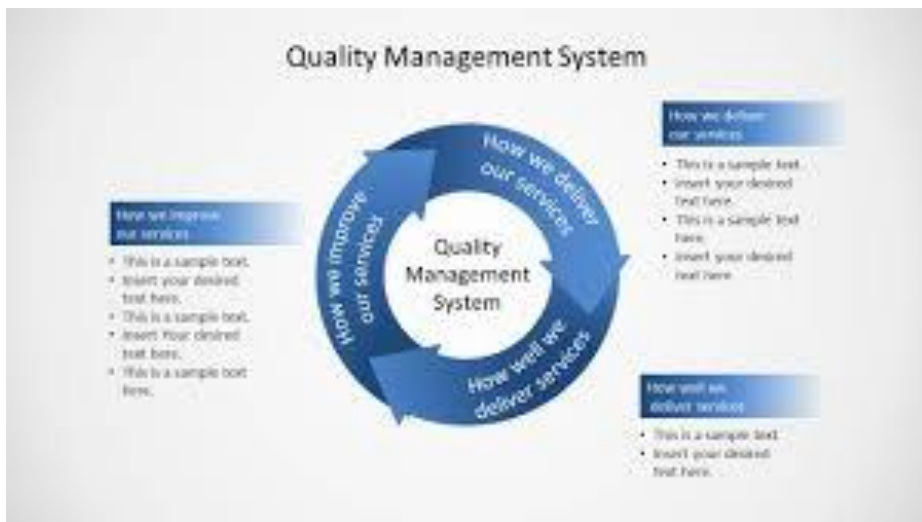 Quality Management System
How we deliver
our services
• This is a sample text.
• Insert your desired
text here.
• This is a sample text
here.
• Insert your desired
text here
How we improve
our services
• This is a sample text.
• Insert your desired
text here.
• This is a sample text.
• Insert Your desired
text here.
• This is a sample text
here.
How we deliver
our services
How well we
deliver services
How we improve
our services
Quality
Management
System
How well we
deliver services
• This is a sample text.
• Insert your desired
text here.